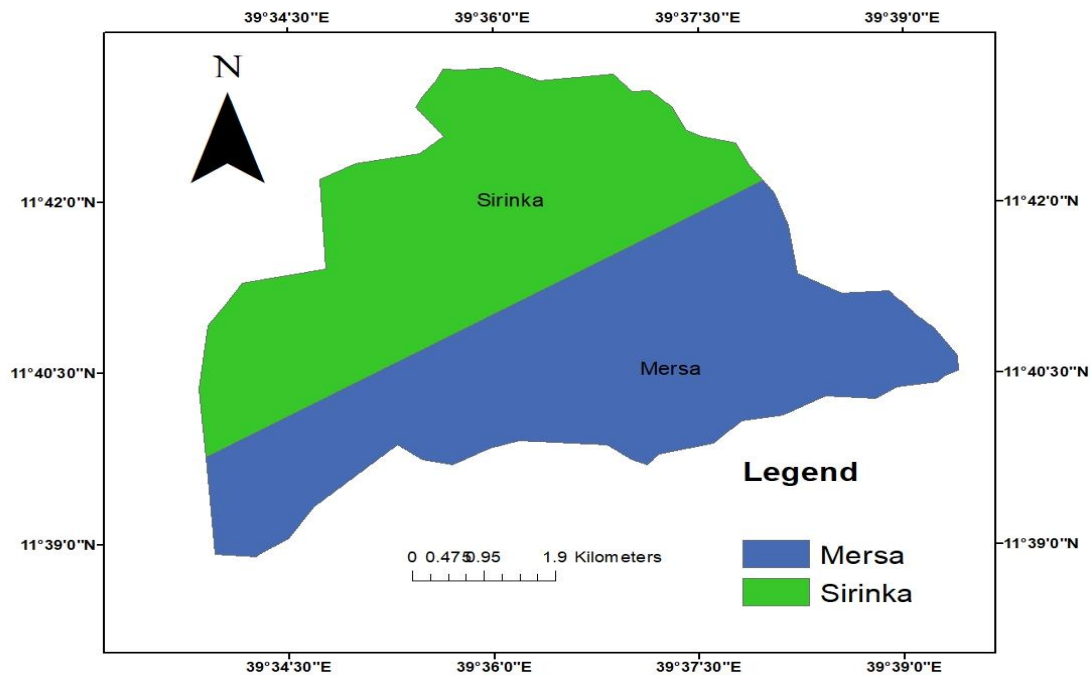 39°34'30"E 39°36'0"E 39°37'30"E 39°39'0"E
N
11°42'0"N Sirinka 11°42'0"N
11°40'30"N Mersa 11°40'30"N
Legend
11°39'0"N 11°39'0"N
0 0.475 0.95 1.9 Kilometers
Mersa
Sirinka
39°34'30"E 39°36'0"E 39°37'30"E 39°39'0"E